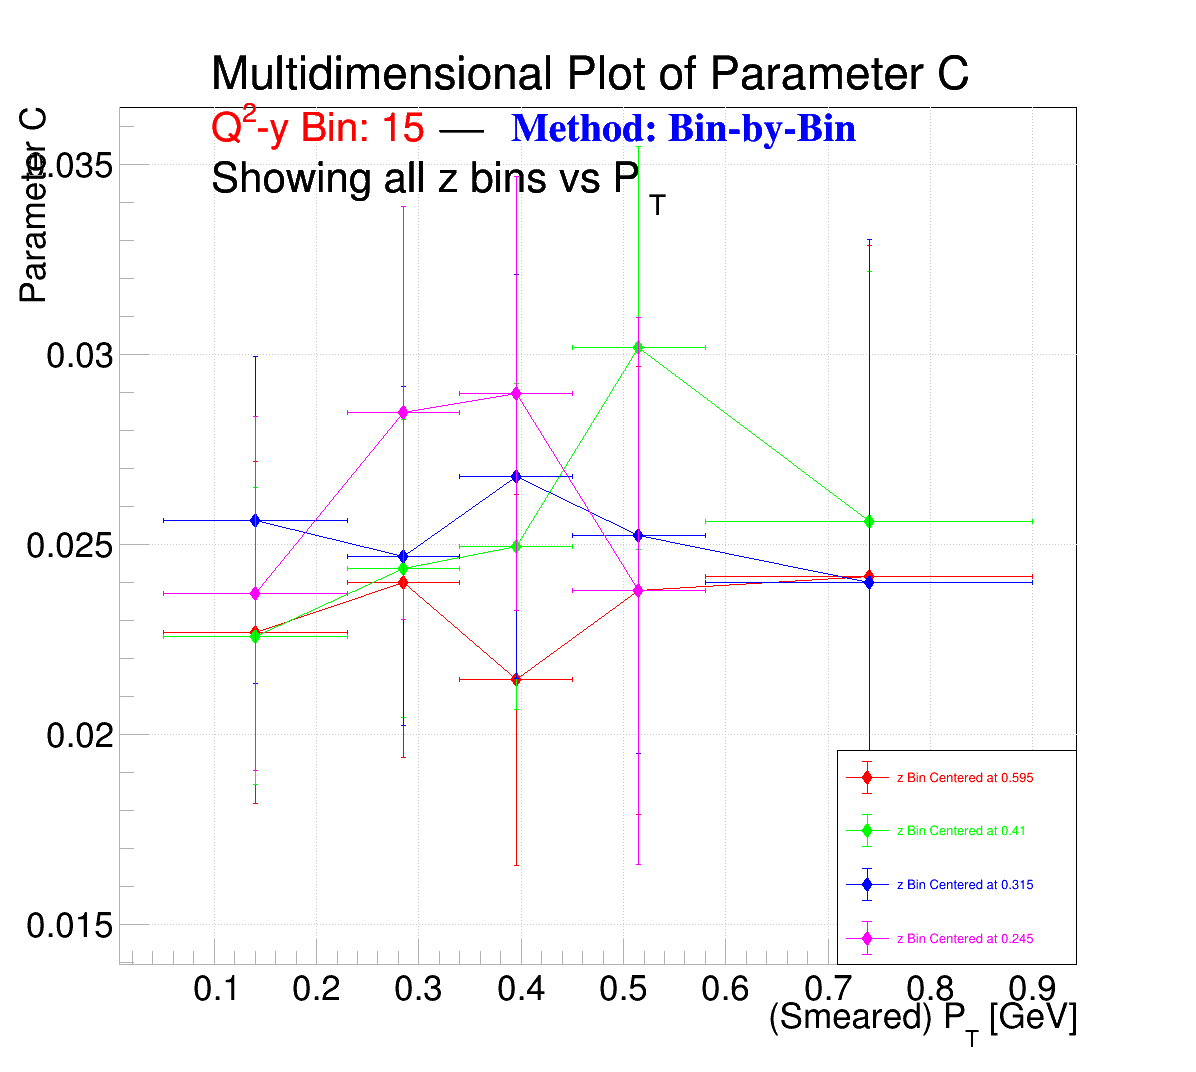 Multidimensional Plot of Parameter C
Q²-y Bin: 15 — Method: Bin-by-Bin
Showing all z bins vs P_T
Parameter C
0.035
0.03
0.025
0.02
0.015
z Bin Centered at 0.595
z Bin Centered at 0.41
z Bin Centered at 0.315
z Bin Centered at 0.245
0.1 0.2 0.3 0.4 0.5 0.6 0.7 0.8 0.9
(Smeared) P_T [GeV]